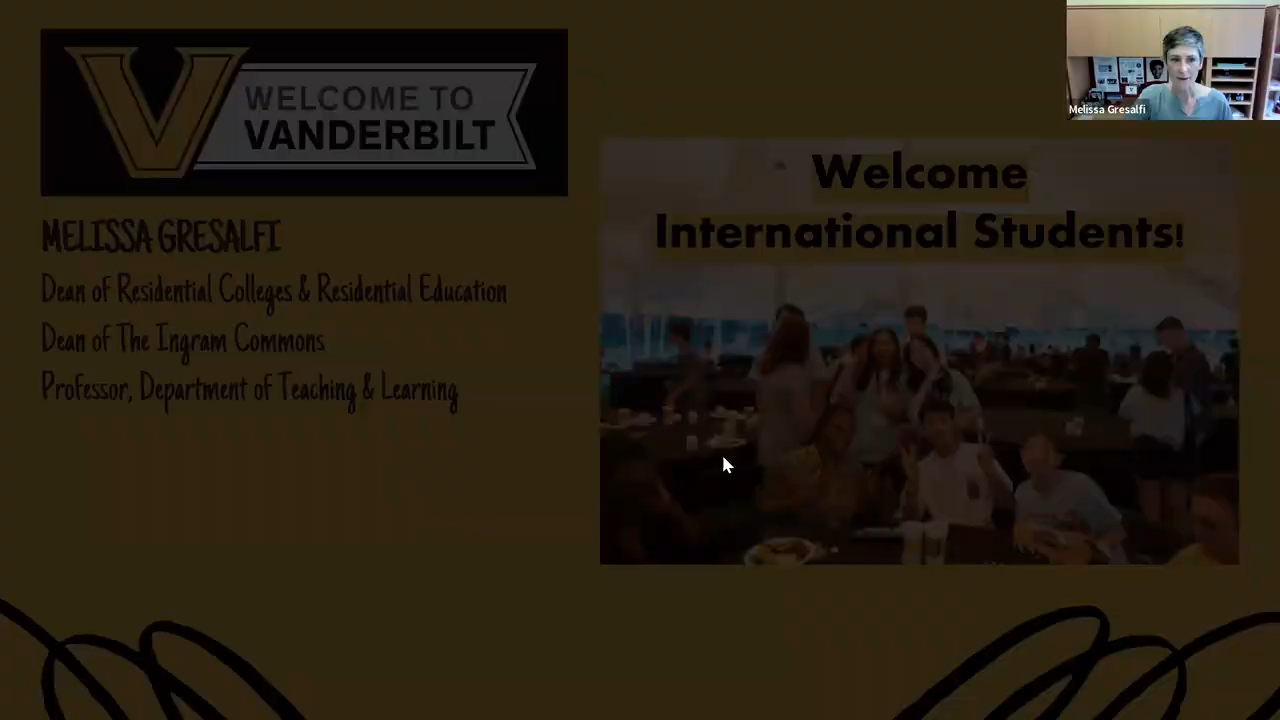 WELCOME TO
VANDERBILT
MELISSA GRESALFI
Dean of Residential Colleges & Residential Education
Dean of The Ingram Commons
Professor, Department of Teaching & Learning
Welcome
International Students!
Melissa Gresalfi